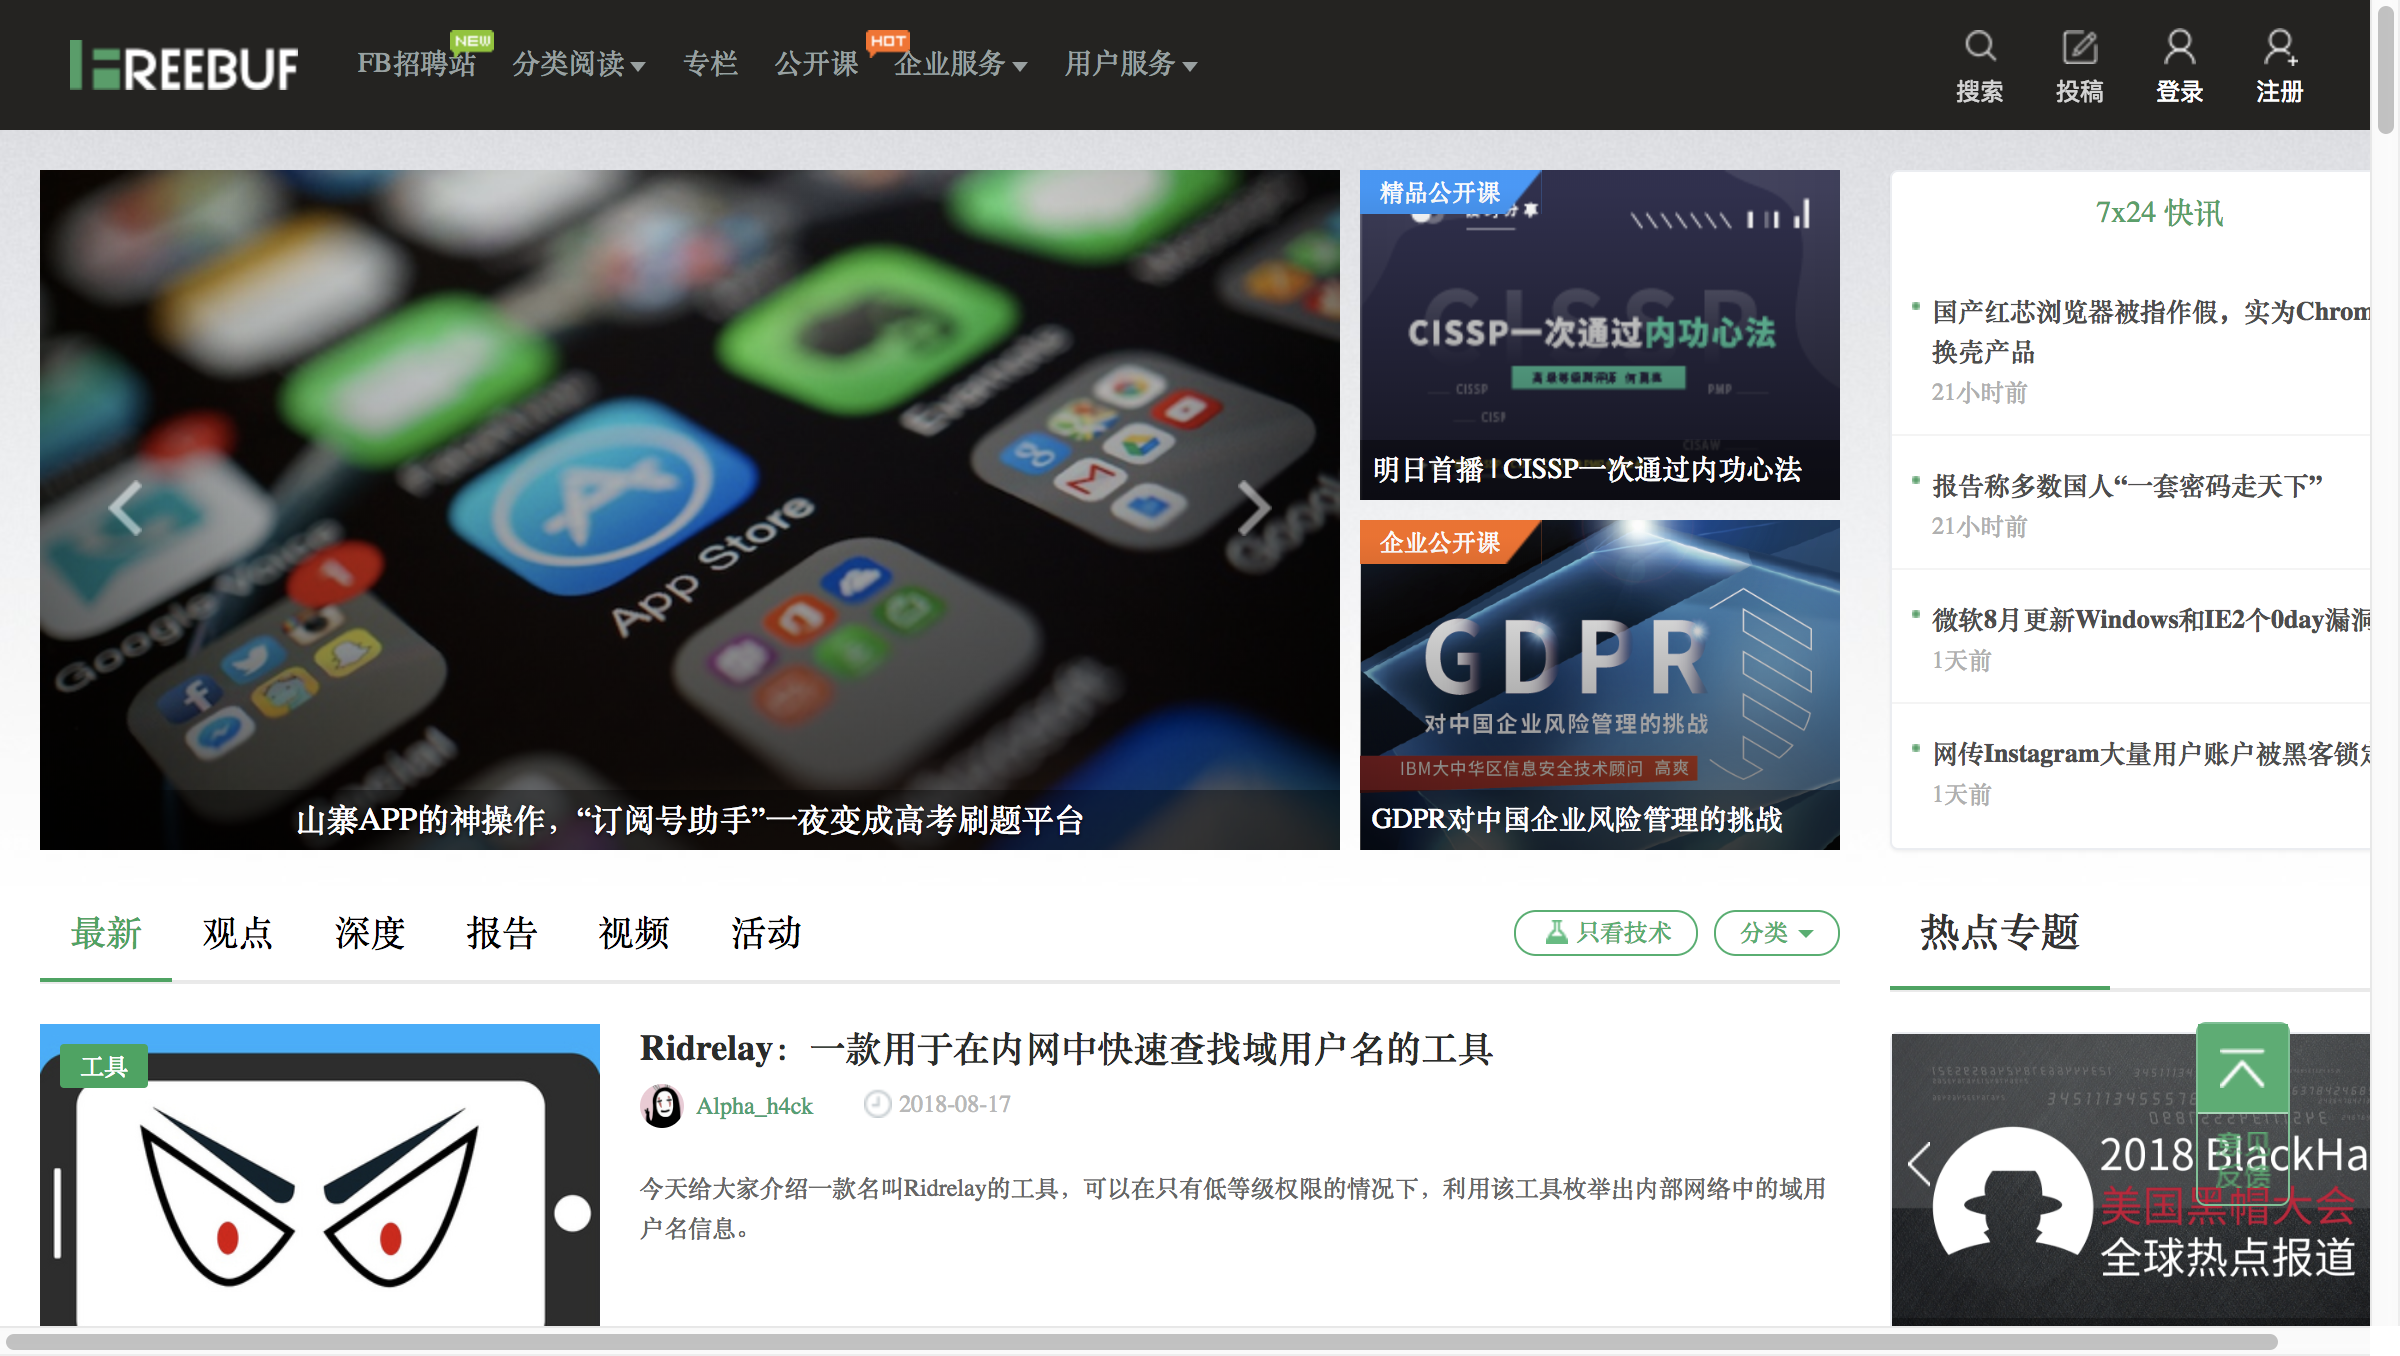 FREEBUF
FB招聘站
NEW
分类阅读
专栏
公开课
HOT
企业服务
用户服务
搜索
投稿
登录
注册
Google Voice
Evernote
App Store
1
山寨APP的神操作，“订阅号助手”一夜变成高考刷题平台
精品公开课
CISSP一次通过内功心法
CISSP
PMP
CISP
CISAW
明日首播 | CISSP一次通过内功心法
企业公开课
GDPR
对中国企业风险管理的挑战
IBM大中华区信息安全技术顾问 高爽
GDPR对中国企业风险管理的挑战
7x24 快讯
国产红芯浏览器被指作假，实为Chrom
换壳产品
21小时前
报告称多数国人“一套密码走天下”
21小时前
微软8月更新Windows和IE2个0day漏洞
1天前
网传Instagram大量用户账户被黑客锁定
1天前
最新
观点
深度
报告
视频
活动
只看技术
分类
热点专题
工具
Ridrelay：一款用于在内网中快速查找域用户名的工具
Alpha_h4ck
2018-08-17
今天给大家介绍一款名叫Ridrelay的工具，可以在只有低等级权限的情况下，利用该工具枚举出内部网络中的域用
户名信息。
2018 BlackHa
美国黑帽大会
全球热点报道
意见
反馈